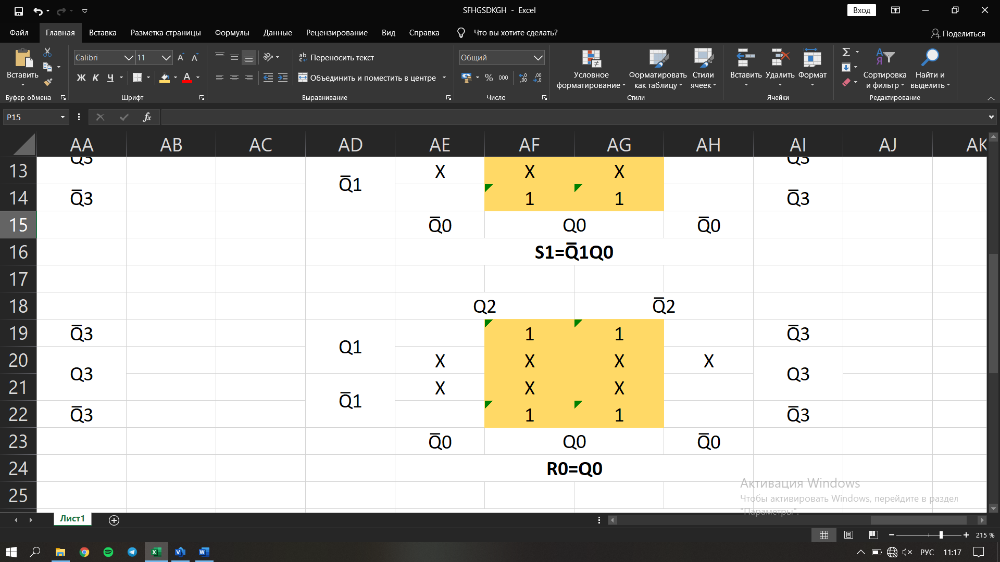 SFHGSDKGH - Excel
Вход
Файл Главная Вставка Разметка страницы Формулы Данные Рецензирование Вид Справка Что вы хотите сделать? Поделиться
Вставить
Буфер обмена
Calibri 11
Ж К Ч
Шрифт
Переносить текст
Объединить и поместить в центре
Выравнивание
Общий
% 000
Число
Условное форматирование
Форматировать как таблицу
Стили ячеек
Стили
Вставить Удалить Формат
Ячейки
Сортировка и фильтр
Найти и выделить
Редактирование
P15 fx
AA AB AC AD AE AF AG AH AI AJ AK
13 Q3 Q̅1 X X X Q3
14 Q̅3 1 1 Q̅3
15 Q̅0 Q0 Q̅0
16 S1=Q̅1Q0
17
18 Q2 Q̅2
19 Q̅3 Q1 1 1 Q̅3
20 Q3 X X X X Q3
21 Q̅1 X X X
22 Q̅3 1 1 Q̅3
23 Q̅0 Q0 Q̅0
24 R0=Q0
25
Активация Windows
Чтобы активировать Windows, перейдите в раздел
"Параметры".
Лист1
215 %
РУС 11:17